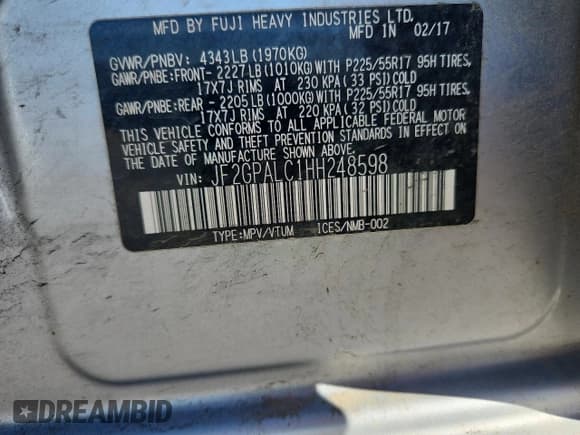 MFD BY FUJI HEAVY INDUSTRIES LTD.
MFD IN 02/17
GVWR/PNBV: 4343LB (1970KG)
GAWR/PNBE:FRONT- 2227LB(1010KG)WITH P225/55R17 95H TIRES,
17X7J RIMS AT 230 KPA(33 PSI)COLD
GAWR/PNBE:REAR - 2205LB(1000KG)WITH P225/55R17 95H TIRES,
17X7J RIMS AT 220 KPA(32 PSI)COLD
THIS VEHICLE CONFORMS TO ALL APPLICABLE FEDERAL MOTOR
VEHICLE SAFETY AND THEFT PREVENTION STANDARDS IN EFFECT ON
THE DATE OF MANUFACTURE SHOWN ABOVE.
VIN: JF2GPALC1HH248598
TYPE:MPV/VTUM ICES/NMB-002
DREAMBID